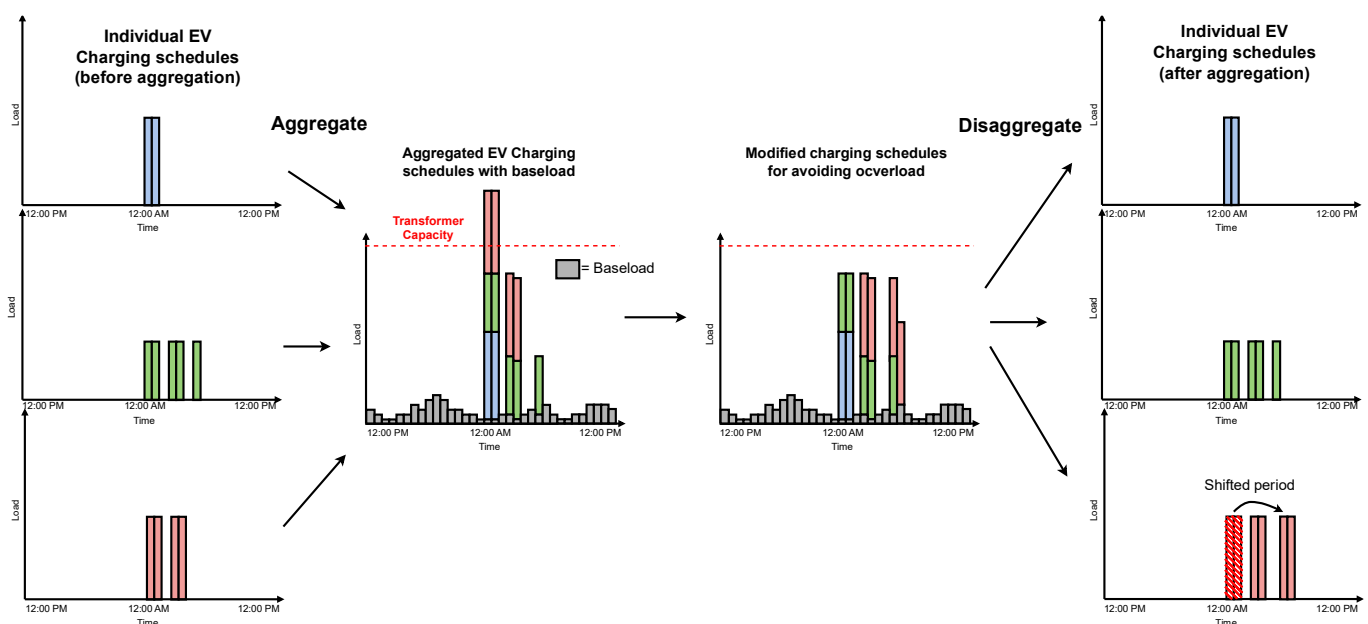 Individual EV
Charging schedules
(before aggregation)
Load
12:00 PM
12:00 AM
12:00 PM
Time
Load
12:00 PM
12:00 AM
12:00 PM
Time
Load
12:00 PM
12:00 AM
12:00 PM
Time
Aggregate
Aggregated EV Charging
schedules with baseload
Transformer
Capacity
= Baseload
Load
12:00 PM
12:00 AM
12:00 PM
Time
Modified charging schedules
for avoiding ocverload
Load
12:00 PM
12:00 AM
12:00 PM
Time
Disaggregate
Individual EV
Charging schedules
(after aggregation)
Load
12:00 PM
12:00 AM
12:00 PM
Time
Load
12:00 PM
12:00 AM
12:00 PM
Time
Shifted period
Load
12:00 PM
12:00 AM
12:00 PM
Time